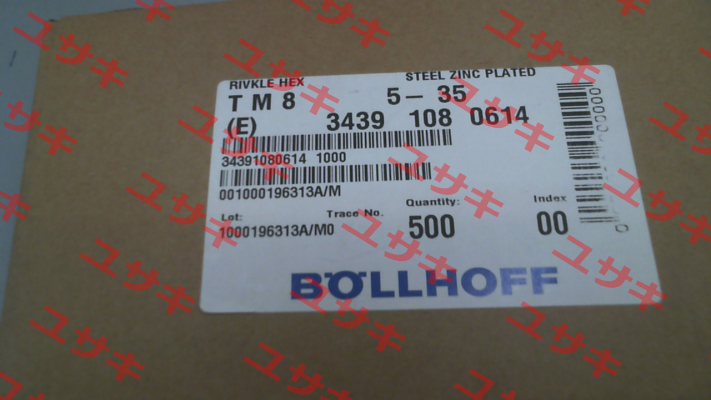 RIVKLE HEX STEEL ZINC PLATED
T M 8 5 – 35
(E) 3439 108 0614
34391080614 1000
001000196313A/M
Lot: Trace No. Quantity: Index
1000196313A/M0 500 00
BÖLLHOFF
ユサキ